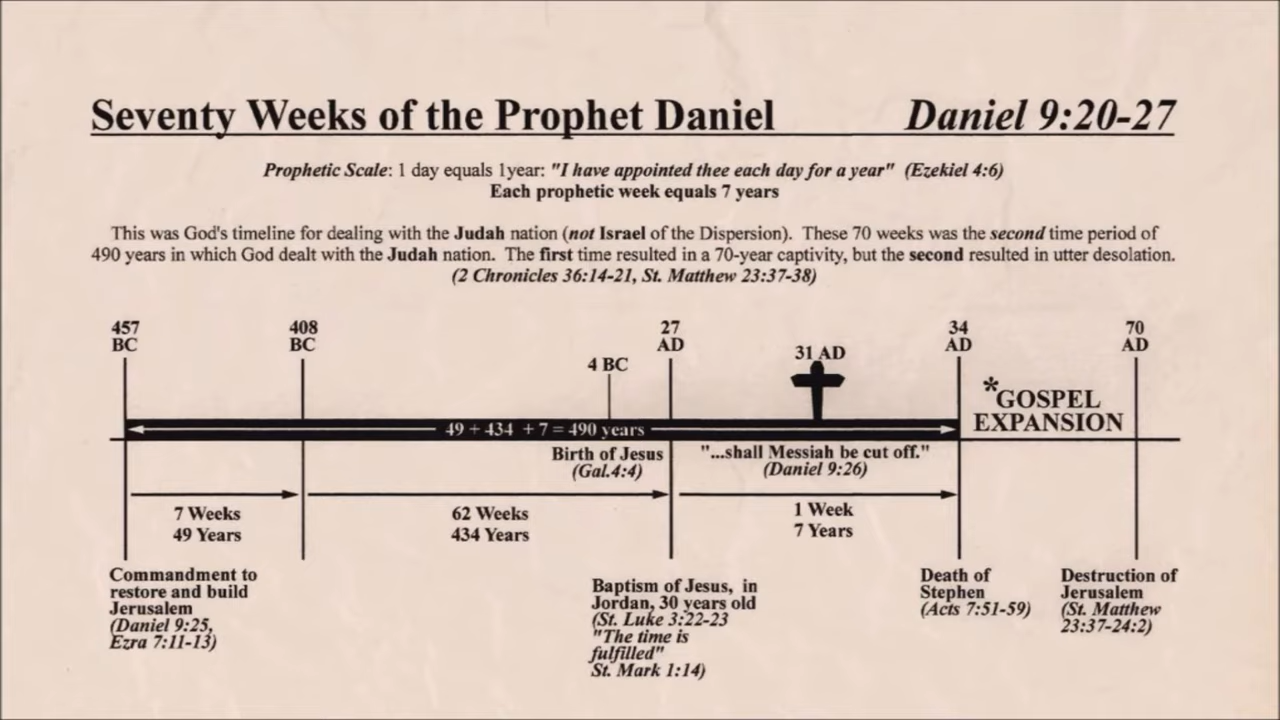 Seventy Weeks of the Prophet Daniel Daniel 9:20-27
Prophetic Scale: 1 day equals 1year: "I have appointed thee each day for a year" (Ezekiel 4:6)
Each prophetic week equals 7 years
This was God's timeline for dealing with the Judah nation (not Israel of the Dispersion). These 70 weeks was the second time period of
490 years in which God dealt with the Judah nation. The first time resulted in a 70-year captivity, but the second resulted in utter desolation.
(2 Chronicles 36:14-21, St. Matthew 23:37-38)
457
BC
408
BC
4 BC
27
AD
31 AD
34
AD
70
AD
*GOSPEL
EXPANSION
49 + 434 + 7 = 490 years
Birth of Jesus
(Gal.4:4)
"...shall Messiah be cut off."
(Daniel 9:26)
7 Weeks
49 Years
62 Weeks
434 Years
1 Week
7 Years
Commandment to
restore and build
Jerusalem
(Daniel 9:25,
Ezra 7:11-13)
Baptism of Jesus, in
Jordan, 30 years old
(St. Luke 3:22-23
"The time is
fulfilled"
St. Mark 1:14)
Death of
Stephen
(Acts 7:51-59)
Destruction of
Jerusalem
(St. Matthew
23:37-24:2)